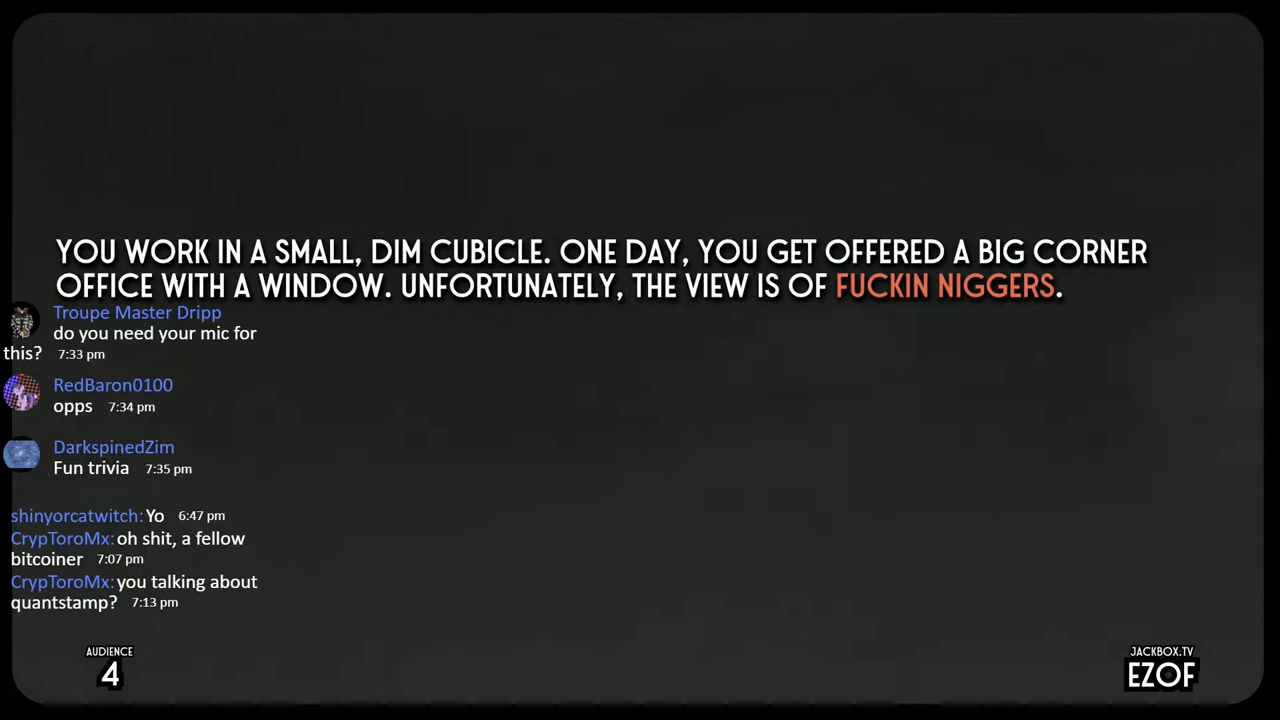 YOU WORK IN A SMALL, DIM CUBICLE. ONE DAY, YOU GET OFFERED A BIG CORNER
OFFICE WITH A WINDOW. UNFORTUNATELY, THE VIEW IS OF FUCKIN NIGGERS.
Troupe Master Dripp
do you need your mic for
this? 7:33 pm
RedBaron0100
opps 7:34 pm
DarkspinedZim
Fun trivia 7:35 pm
shinyorcatwitch: Yo 6:47 pm
CrypToroMx: oh shit, a fellow
bitcoiner 7:07 pm
CrypToroMx: you talking about
quantstamp? 7:13 pm
AUDIENCE
4
JACKBOX.TV
EZOF